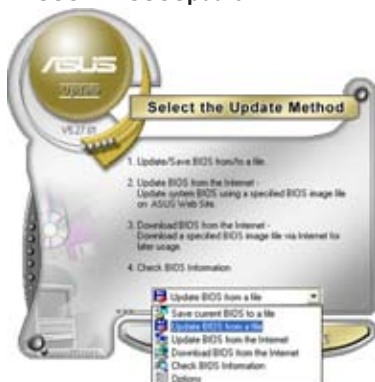 ASUS
Update
Select the Update Method
1. Update/Save BIOS from/to a file.
2. Update BIOS from the Internet -
Update system BIOS using a specified BIOS image file
on ASUS Web Site.
3. Download BIOS from the Internet -
Download a specified BIOS image file via Internet for
later usage.
4. Check BIOS Information
Update BIOS from a file
Save current BIOS to a file
Update BIOS from a file
Update BIOS from the Internet
Download BIOS from the Internet
Check BIOS Information
Options